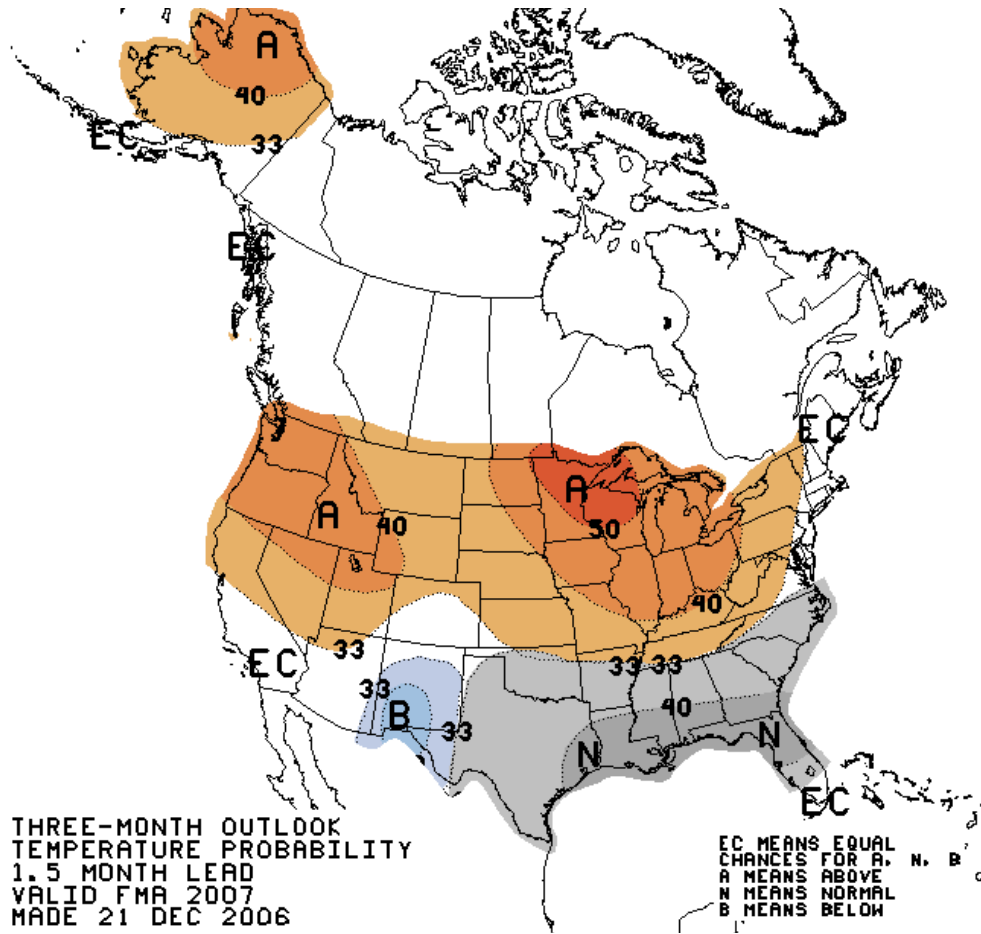 A
40
EC
33
EC
EC
A
A
50
40
40
33
33
33
EC
33
40
B
33
N
N
EC
THREE-MONTH OUTLOOK
TEMPERATURE PROBABILITY
1.5 MONTH LEAD
VALID FMA 2007
MADE 21 DEC 2006
EC MEANS EQUAL
CHANCES FOR A, N, B
A MEANS ABOVE
N MEANS NORMAL
B MEANS BELOW